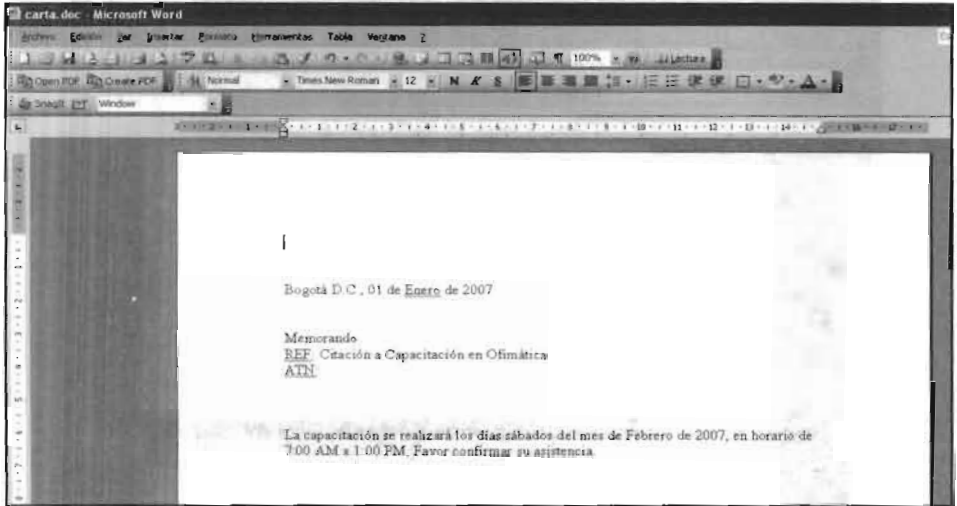 carta.doc - Microsoft Word
Archivo Edición Ver Insertar Formato Herramientas Tabla Ventana ?
100% Lectura
Open PDF Create PDF Normal Times New Roman 12 N K S
SnagIt Window
Bogotá D.C., 01 de Enero de 2007
Memorando
REF: Citación a Capacitación en Ofimática
ATN:
La capacitación se realizará los días sábados del mes de Febrero de 2007, en horario de
7:00 AM a 1:00 PM, Favor confirmar su asistencia